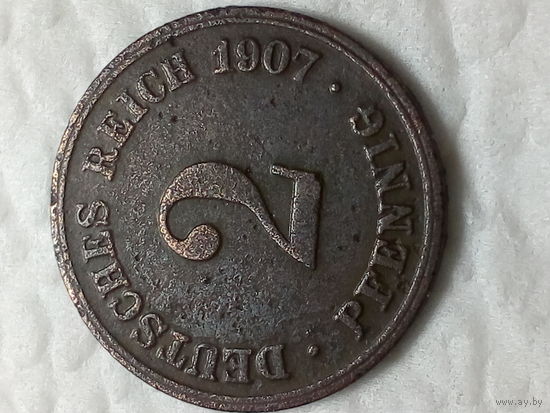 DEUTSCHES REICH 1907 · PFENNIG ·
2
www.ay.by